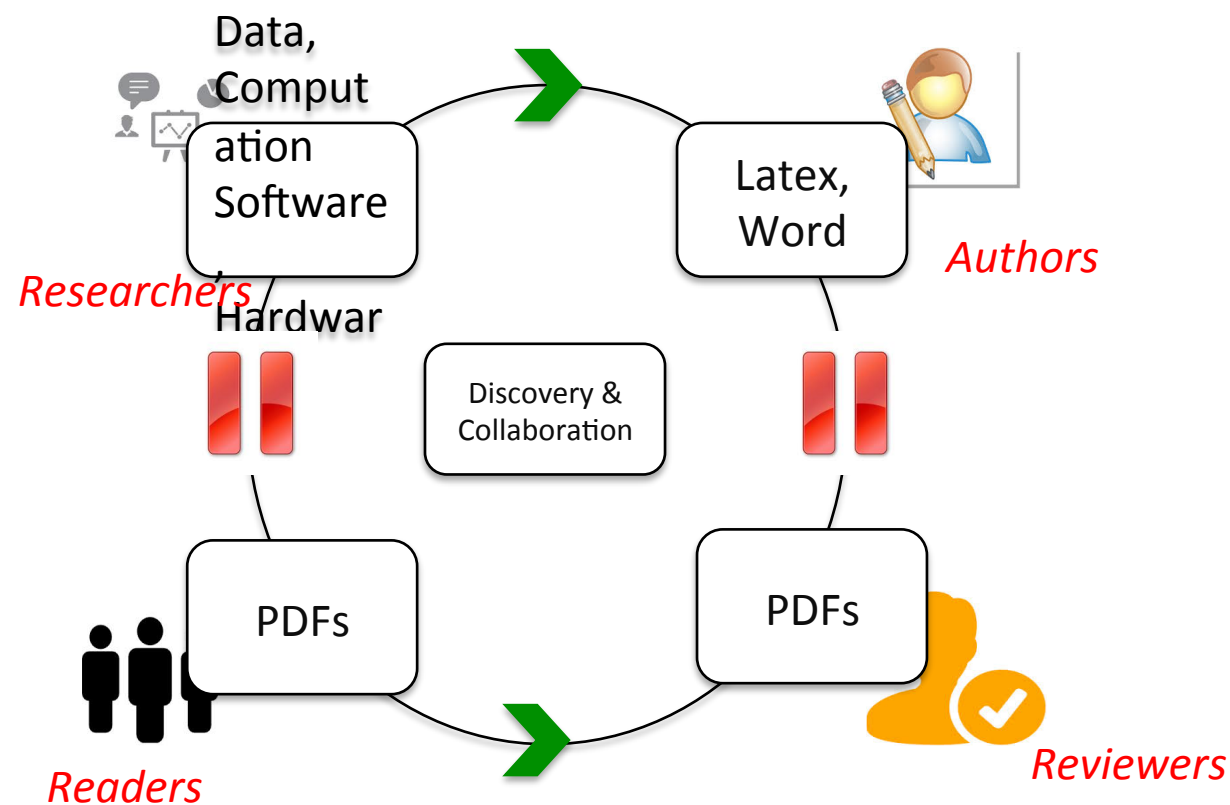 Data,
Comput
ation
Software
,
Hardwar
Researchers
Latex,
Word
Authors
Discovery &
Collaboration
PDFs
Readers
PDFs
Reviewers